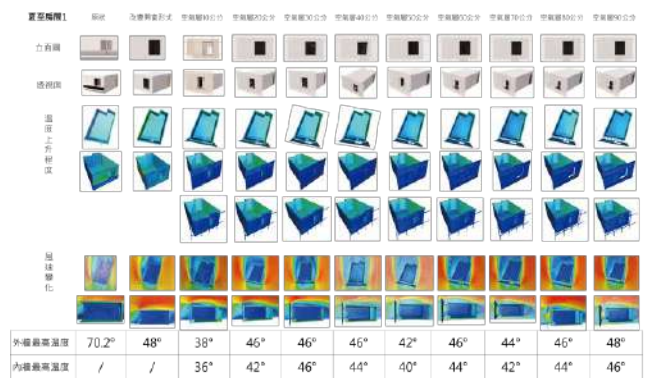 夏至瘋閣1 原狀 改變開窗形式 空氣層10公分 空氣層20公分 空氣層30公分 空氣層40公分 空氣層50公分 空氣層60公分 空氣層70公分 空氣層80公分 空氣層90公分
立面圖
透視圖
溫度上升程度
風速變化
外牆最高溫度 70.2° 48° 38° 46° 46° 46° 42° 46° 44° 46° 48°
內牆最高溫度 / / 36° 42° 46° 44° 40° 44° 42° 44° 46°